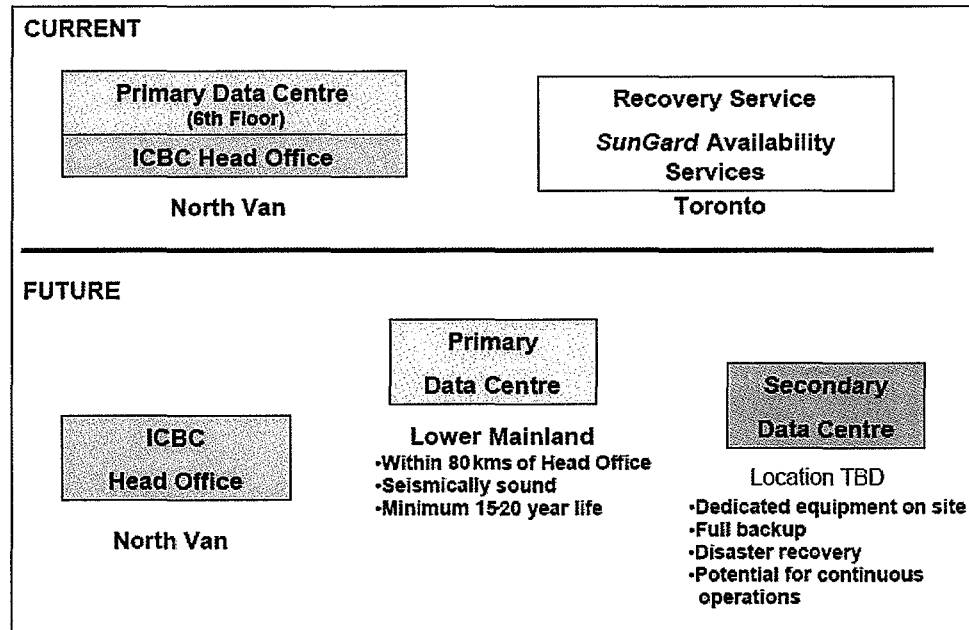 CURRENT
Primary Data Centre
(6th Floor)
ICBC Head Office
North Van
Recovery Service
SunGard Availability
Services
Toronto
FUTURE
ICBC
Head Office
North Van
Primary
Data Centre
Lower Mainland
•Within 80kms of Head Office
•Seismically sound
•Minimum 15-20 year life
Secondary
Data Centre
Location TBD
•Dedicated equipment on site
•Full backup
•Disaster recovery
•Potential for continuous
operations